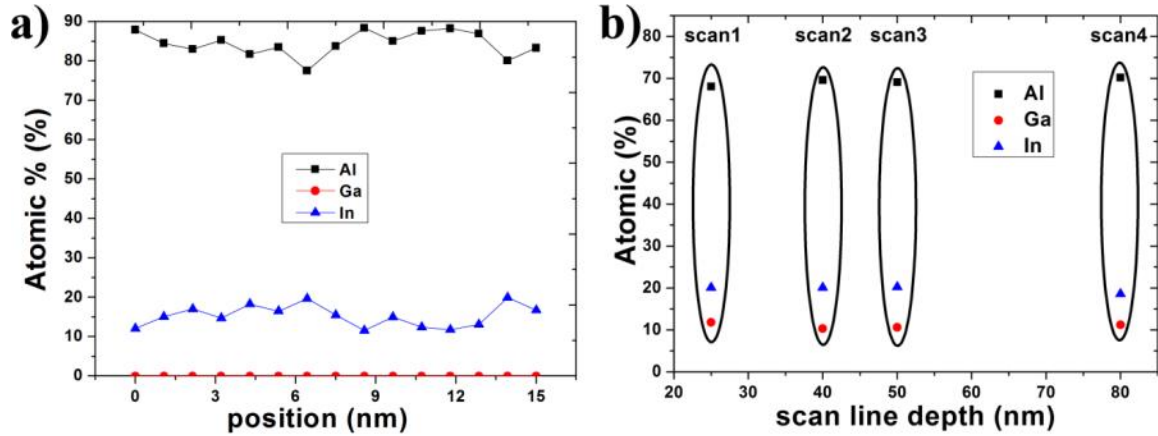 a)
Atomic % (%)
90
80
70
60
50
40
30
20
10
0
Al
Ga
In
0 3 6 9 12 15
position (nm)
b)
Atomic (%)
80
70
60
50
40
30
20
10
0
scan1 scan2 scan3 scan4
Al
Ga
In
20 30 40 50 60 70 80
scan line depth (nm)